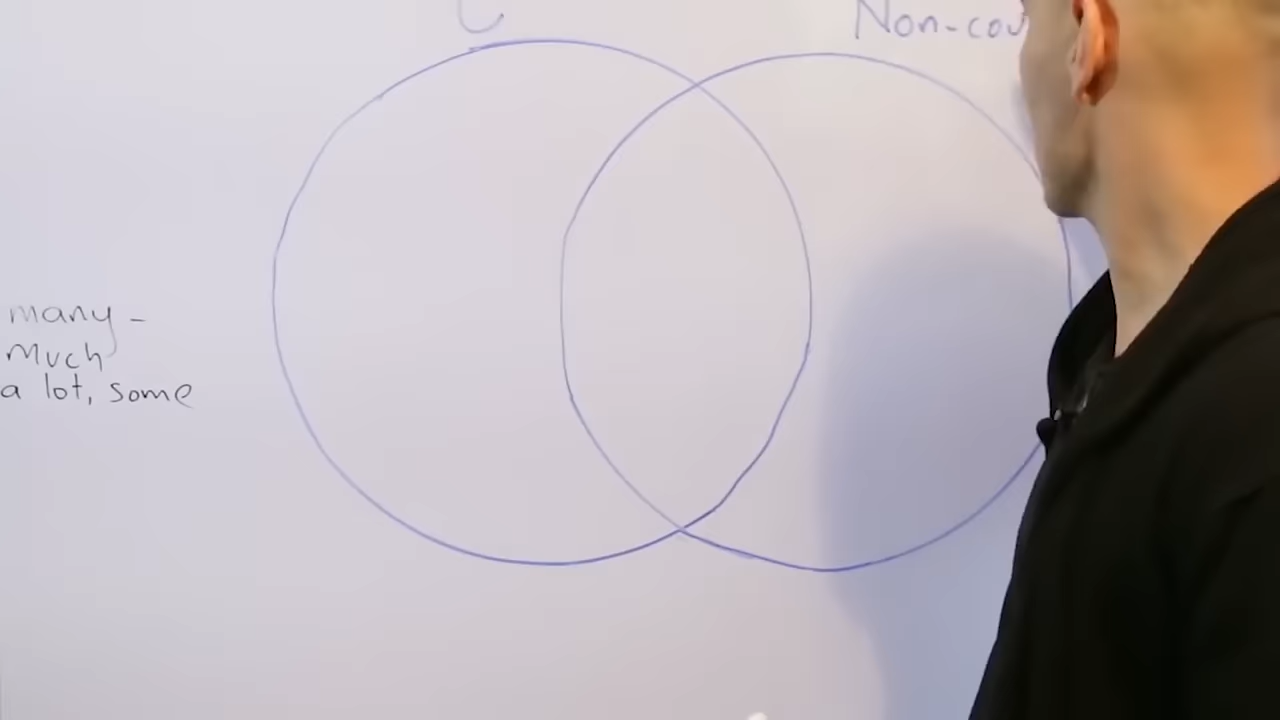 C
Non-cou
many -
Much
a lot, some